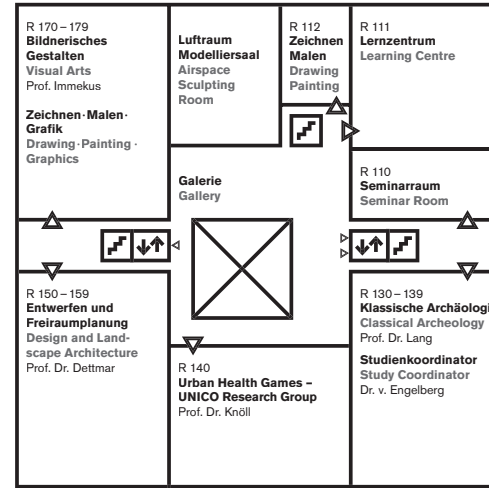 R 170 – 179
Bildnerisches
Gestalten
Visual Arts
Prof. Immekus
Zeichnen·Malen·
Grafik
Drawing·Painting ·
Graphics
Luftraum
Modelliersaal
Airspace
Sculpting
Room
R 112
Zeichnen
Malen
Drawing
Painting
R 111
Lernzentrum
Learning Centre
Galerie
Gallery
R 110
Seminarraum
Seminar Room
R 150 – 159
Entwerfen und
Freiraumplanung
Design and Land-
scape Architecture
Prof. Dr. Dettmar
R 140
Urban Health Games –
UNICO Research Group
Prof. Dr. Knöll
R 130 – 139
Klassische Archäologi
Classical Archeology
Prof. Dr. Lang
Studienkoordinator
Study Coordinator
Dr. v. Engelberg